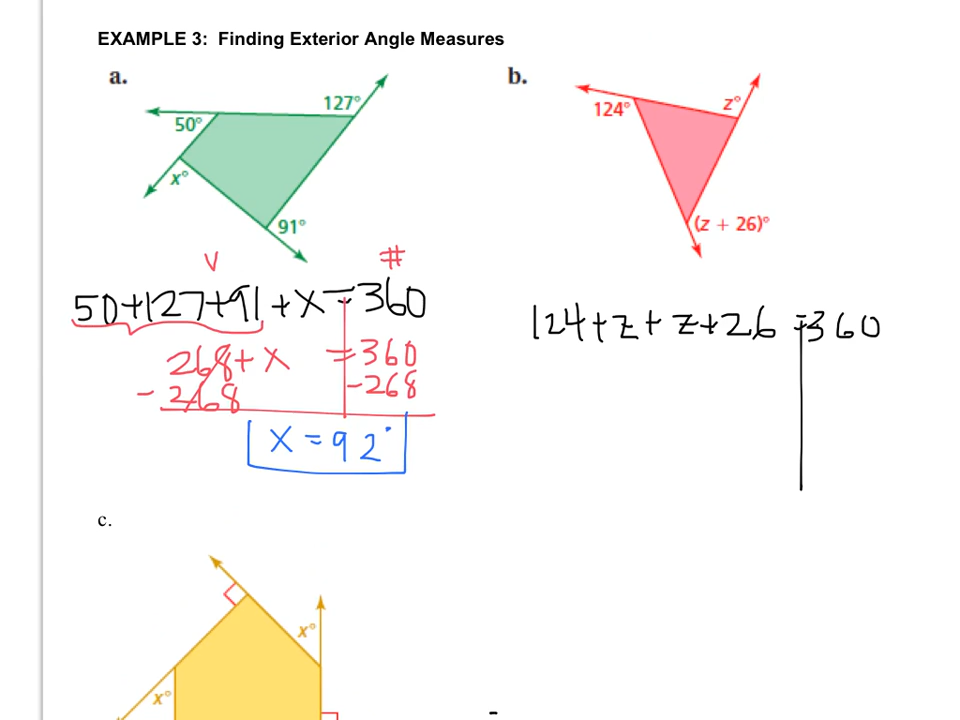 EXAMPLE 3: Finding Exterior Angle Measures
a.
127°
50°
x°
91°
b.
124°
z°
(z + 26)°
V
#
50+127+91+x=360
268+x =360
-268 -268
x=92°
124+z+z+26=360
c.
x°
x°